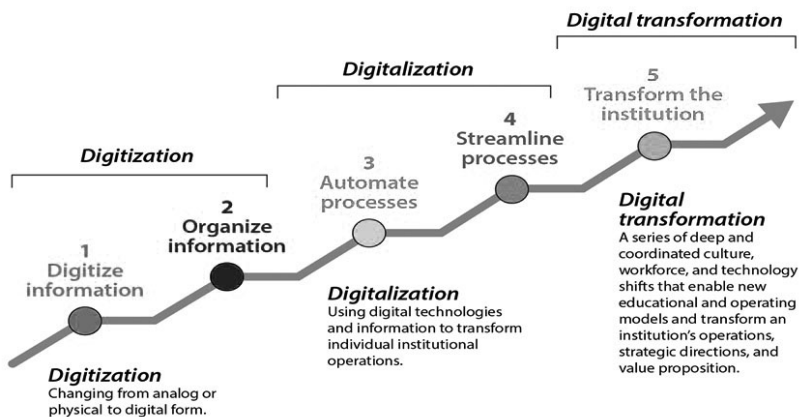 Digital transformation
Digitalization
Digitization
1
Digitize
information
2
Organize
information
3
Automate
processes
4
Streamline
processes
5
Transform the
institution
Digitization
Changing from analog or
physical to digital form.
Digitalization
Using digital technologies
and information to transform
individual institutional
operations.
Digital
transformation
A series of deep and
coordinated culture,
workforce, and technology
shifts that enable new
educational and operating
models and transform an
institution's operations,
strategic directions, and
value proposition.